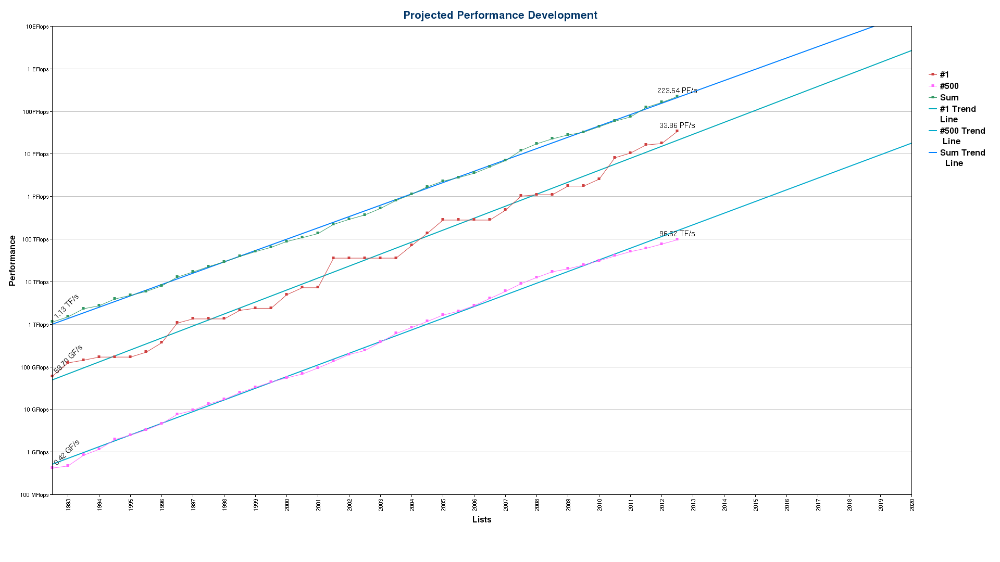 Projected Performance Development
10EFlops
1 EFlops
100PFlops
10 PFlops
1 PFlops
100 TFlops
10 TFlops
1 TFlops
100 GFlops
10 GFlops
1 GFlops
100 MFlops
Performance
223.54 PF/s
33.86 PF/s
96.62 TF/s
1.13 TF/s
59.70 GF/s
0.42 GF/s
#1
#500
Sum
#1 Trend
Line
#500 Trend
Line
Sum Trend
Line
1993
1994
1995
1996
1997
1998
1999
2000
2001
2002
2003
2004
2005
2006
2007
2008
2009
2010
2011
2012
2013
2014
2015
2016
2017
2018
2019
2020
Lists